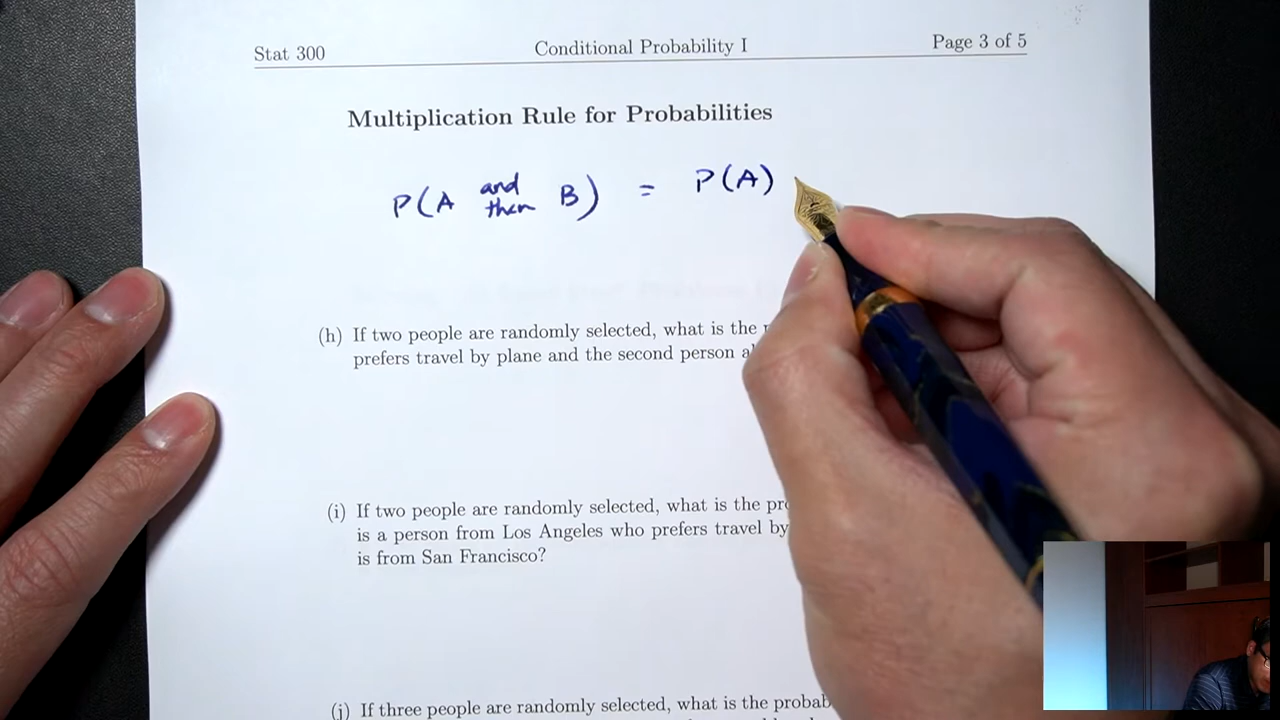 Stat 300 Conditional Probability I Page 3 of 5
Multiplication Rule for Probabilities
P(A and then B) = P(A)
(h) If two people are randomly selected, what is the
prefers travel by plane and the second person
(i) If two people are randomly selected, what is the
is a person from Los Angeles who prefers travel by
is from San Francisco?
(j) If three people are randomly selected, what is the